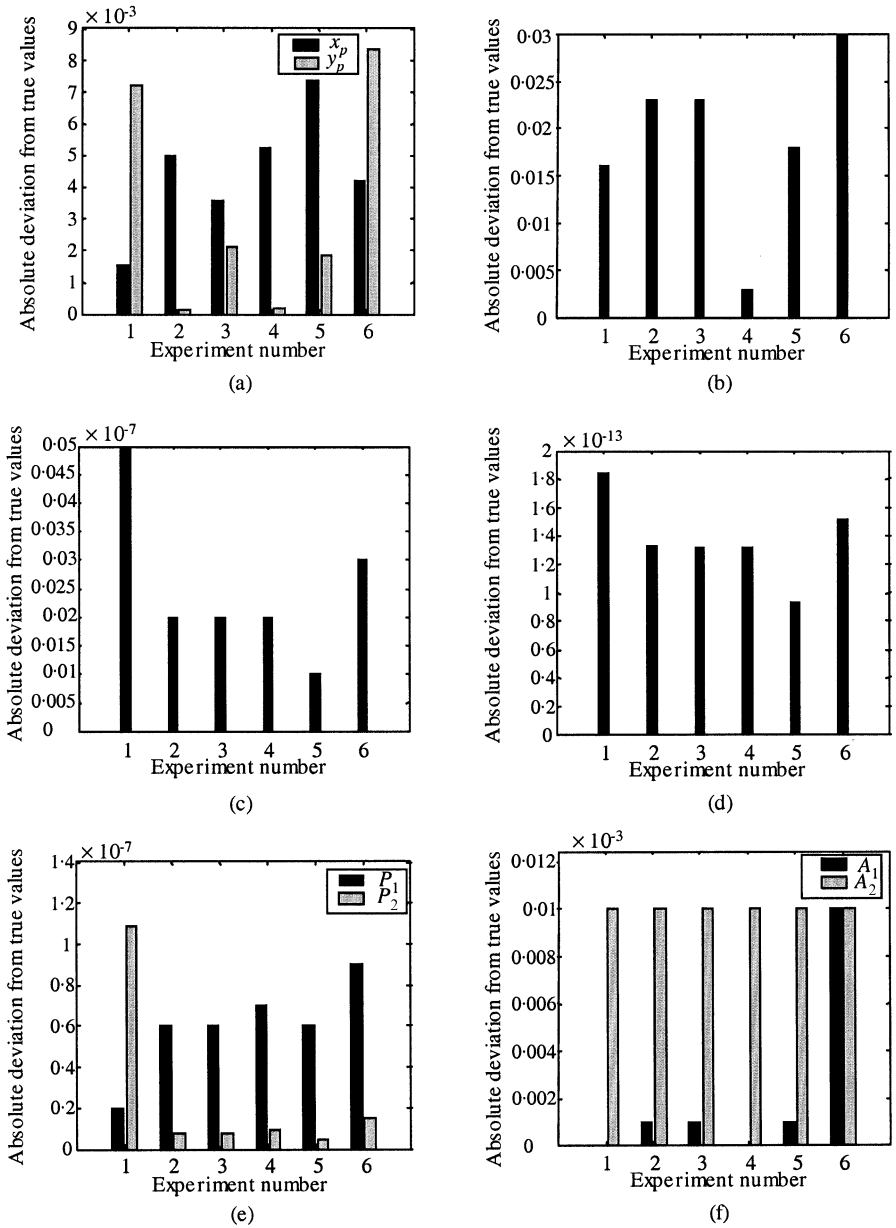 × 10-3
9
8
7
6
5
4
3
2
1
0
Absolute deviation from true values
xp
yp
1 2 3 4 5 6
Experiment number
(a)
0·03
0·025
0·02
0·015
0·01
0·005
0
Absolute deviation from true values
1 2 3 4 5 6
Experiment number
(b)
× 10-7
0·05
0·045
0·04
0·035
0·03
0·025
0·02
0·015
0·01
0·005
0
Absolute deviation from true values
1 2 3 4 5 6
Experiment number
(c)
× 10-13
2
1·8
1·6
1·4
1·2
1
0·8
0·6
0·4
0·2
0
Absolute deviation from true values
1 2 3 4 5 6
Experiment number
(d)
× 10-7
1·4
1·2
1
0·8
0·6
0·4
0·2
0
Absolute deviation from true values
P1
P2
1 2 3 4 5 6
Experiment number
(e)
× 10-3
0·012
0·01
0·008
0·006
0·004
0·002
0
Absolute deviation from true values
A1
A2
1 2 3 4 5 6
Experiment number
(f)